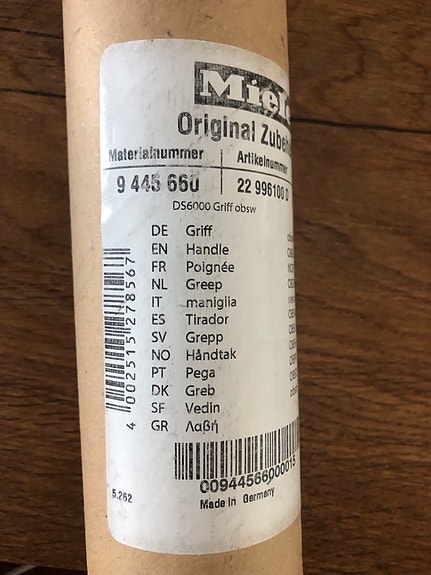 Miele
Original Zubeh
Materialnummer
Artikelnummer
9 445 660
22 996100 D
DS6000 Griff obsw
DE Griff
EN Handle
FR Poignée
NL Greep
IT maniglia
ES Tirador
SV Grepp
NO Håndtak
PT Pega
DK Greb
SF Vedin
GR Λαβή
4 002515 278567
00944566000015
5.262
Made in Germany